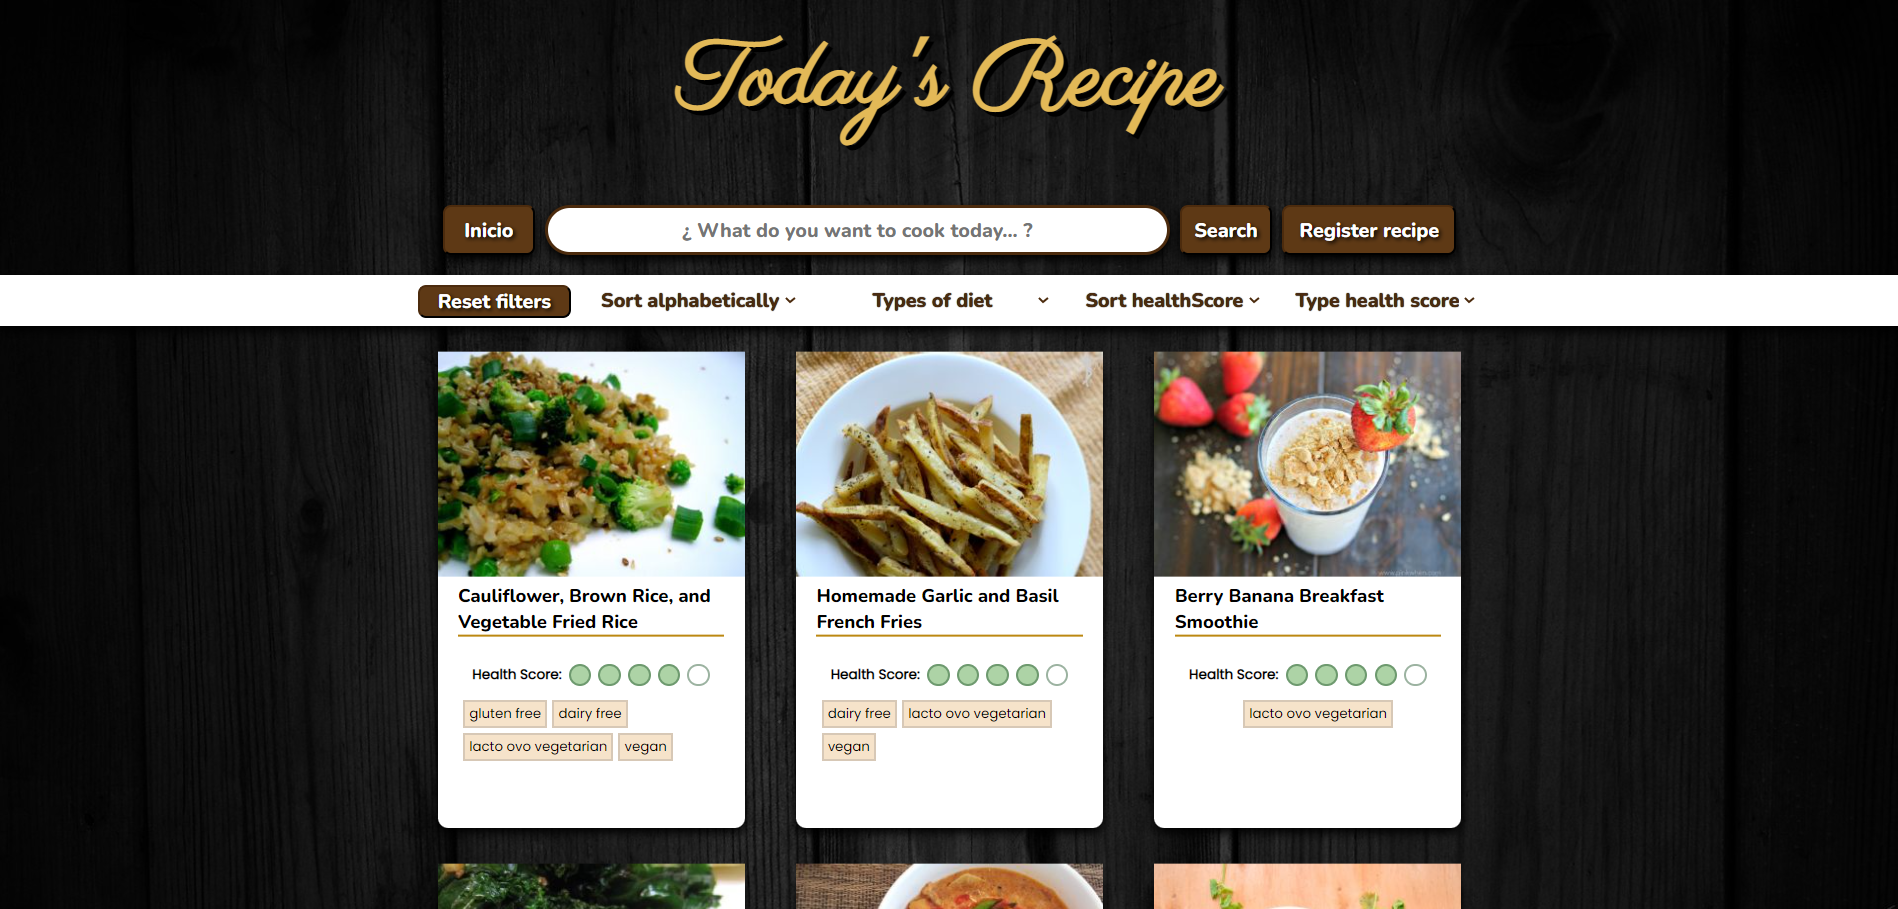 Today's Recipe
Inicio
¿ What do you want to cook today... ?
Search
Register recipe
Reset filters
Sort alphabetically
Types of diet
Sort healthScore
Type health score
Cauliflower, Brown Rice, and
Vegetable Fried Rice
Health Score:
gluten free
dairy free
lacto ovo vegetarian
vegan
Homemade Garlic and Basil
French Fries
Health Score:
dairy free
lacto ovo vegetarian
vegan
Berry Banana Breakfast
Smoothie
Health Score:
lacto ovo vegetarian